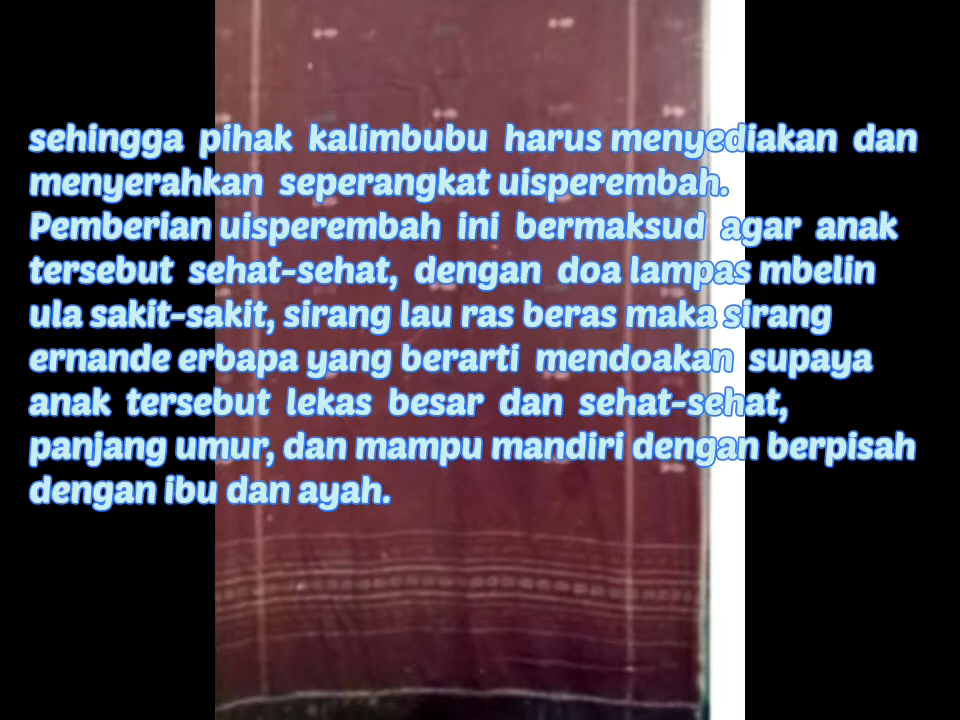 sehingga pihak kalimbubu harus menyediakan dan
menyerahkan seperangkat uisperembah.
Pemberian uisperembah ini bermaksud agar anak
tersebut sehat-sehat, dengan doa lampas mbelin
ula sakit-sakit, sirang lau ras beras maka sirang
ernande erbapa yang berarti mendoakan supaya
anak tersebut lekas besar dan sehat-sehat,
panjang umur, dan mampu mandiri dengan berpisah
dengan ibu dan ayah.